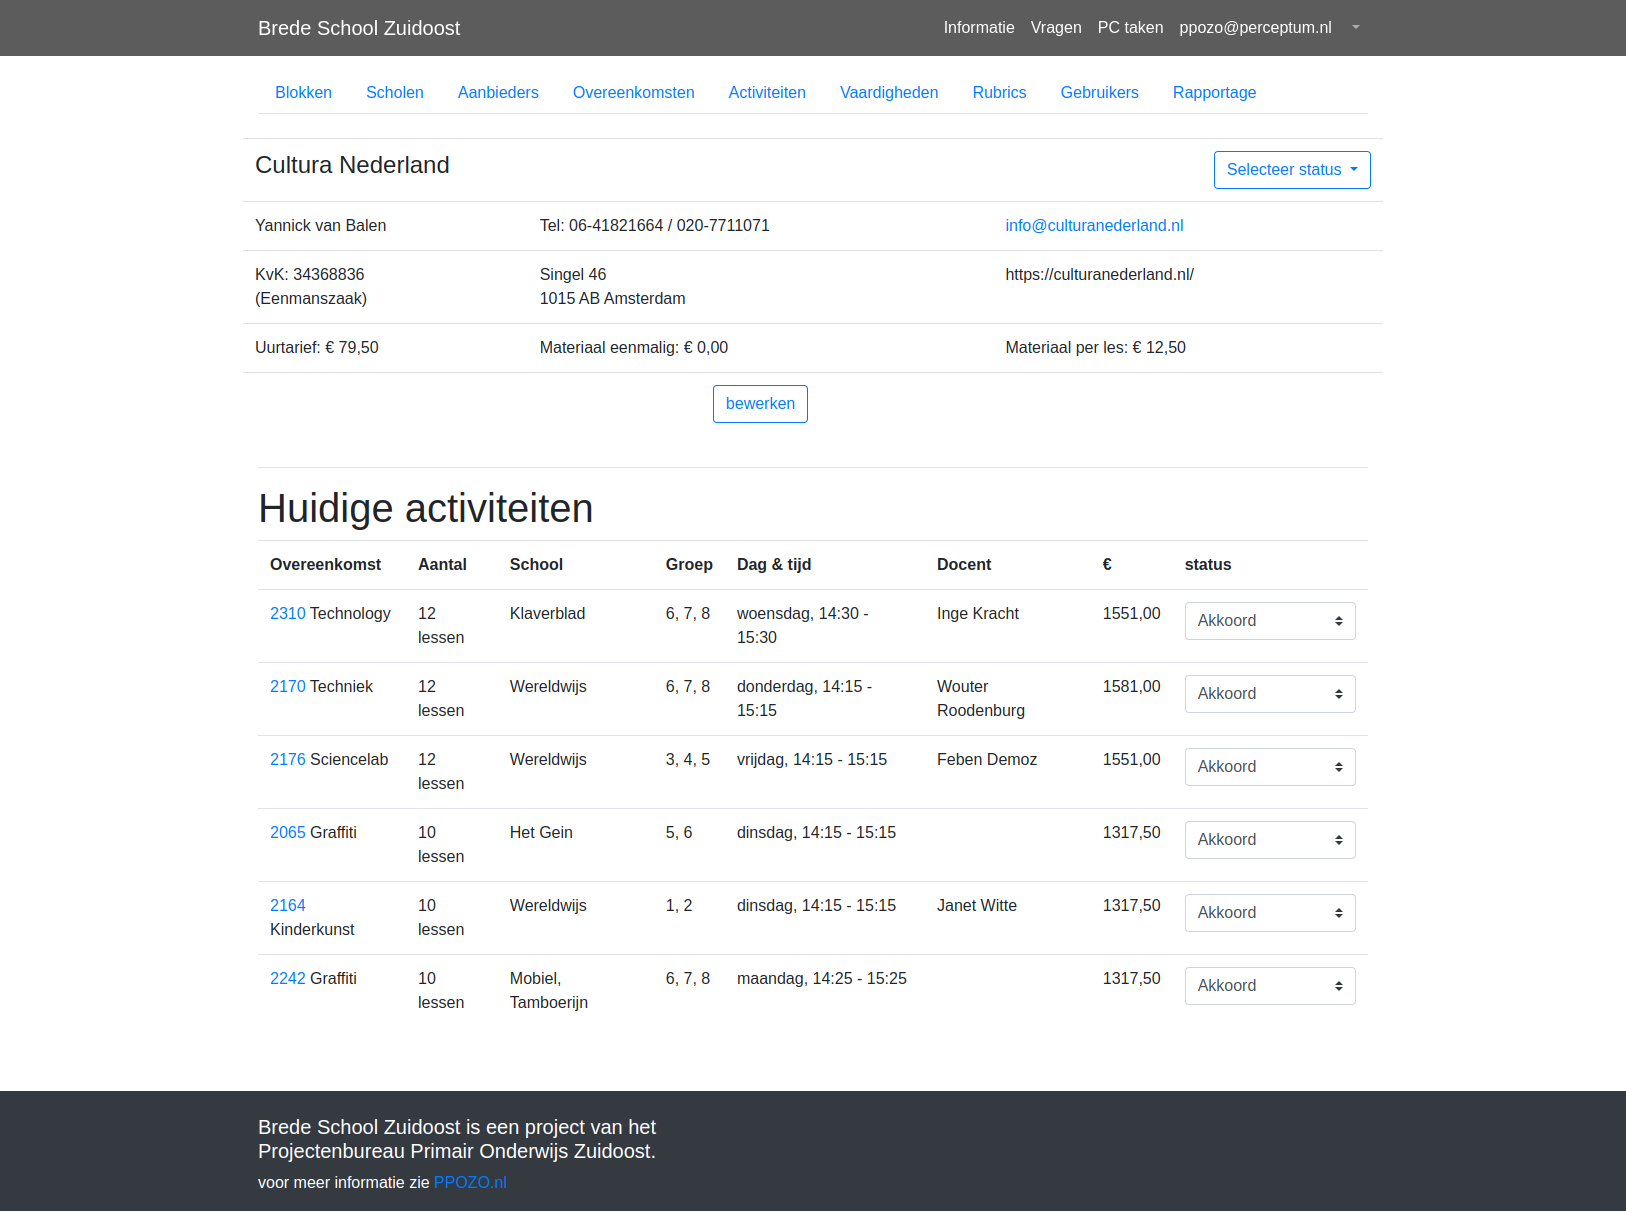 Brede School Zuidoost Informatie Vragen PC taken ppozo@perceptum.nl
Blokken Scholen Aanbieders Overeenkomsten Activiteiten Vaardigheden Rubrics Gebruikers Rapportage
Cultura Nederland Selecteer status
Yannick van Balen Tel: 06-41821664 / 020-7711071 info@culturanederland.nl
KvK: 34368836 Singel 46 https://culturanederland.nl/
(Eenmanszaak) 1015 AB Amsterdam
Uurtarief: € 79,50 Materiaal eenmalig: € 0,00 Materiaal per les: € 12,50
bewerken
Huidige activiteiten
Overeenkomst Aantal School Groep Dag & tijd Docent € status
2310 Technology 12 Klaverblad 6, 7, 8 woensdag, 14:30 - Inge Kracht 1551,00 Akkoord
lessen 15:30
2170 Techniek 12 Wereldwijs 6, 7, 8 donderdag, 14:15 - Wouter 1581,00 Akkoord
lessen 15:15 Roodenburg
2176 Sciencelab 12 Wereldwijs 3, 4, 5 vrijdag, 14:15 - 15:15 Feben Demoz 1551,00 Akkoord
lessen
2065 Graffiti 10 Het Gein 5, 6 dinsdag, 14:15 - 15:15 1317,50 Akkoord
lessen
2164 10 Wereldwijs 1, 2 dinsdag, 14:15 - 15:15 Janet Witte 1317,50 Akkoord
Kinderkunst lessen
2242 Graffiti 10 Mobiel, 6, 7, 8 maandag, 14:25 - 15:25 1317,50 Akkoord
lessen Tamboerijn
Brede School Zuidoost is een project van het
Projectenbureau Primair Onderwijs Zuidoost.
voor meer informatie zie PPOZO.nl